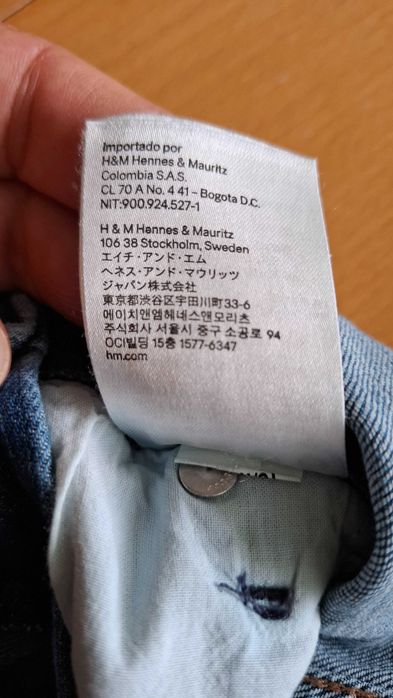 Importado por
H&M Hennes & Mauritz
Colombia S.A.S.
CL 70 A No. 4 41 – Bogota D.C.
NIT:900.924.527-1
H & M Hennes & Mauritz
106 38 Stockholm, Sweden
エイチ・アンド・エム
ヘネス・アンド・マウリッツ
ジャパン株式会社
東京都渋谷区宇田川町33-6
에이치앤엠헤네스앤모리츠
주식회사 서울시 중구 소공로 94
OCI빌딩 15층 1577-6347
hm.com